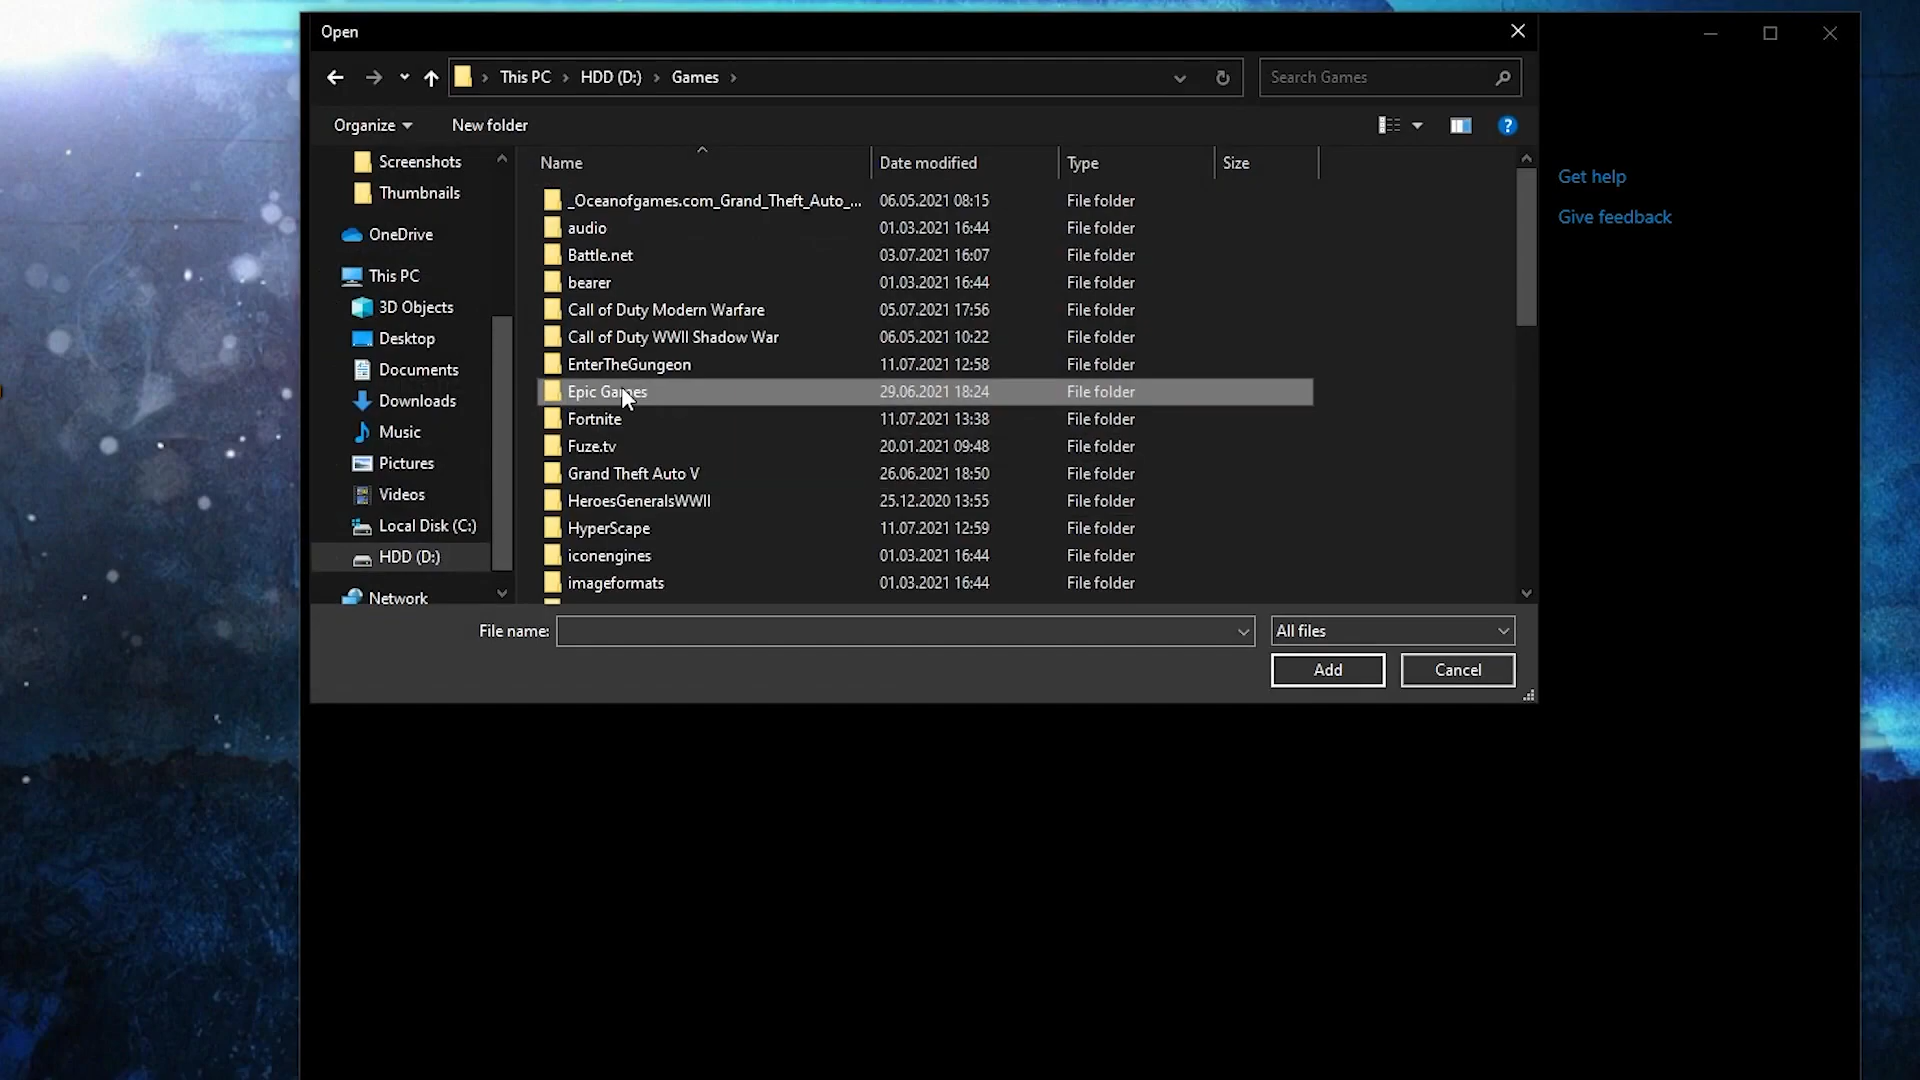 Open
This PC > HDD (D:) > Games >
Search Games
Organize
New folder
Get help
Give feedback
Screenshots
Thumbnails
OneDrive
This PC
3D Objects
Desktop
Documents
Downloads
Music
Pictures
Videos
Local Disk (C:)
HDD (D:)
Network
Name Date modified Type Size
_Oceanofgames.com_Grand_Theft_Auto_... 06.05.2021 08:15 File folder
audio 01.03.2021 16:44 File folder
Battle.net 03.07.2021 16:07 File folder
bearer 01.03.2021 16:44 File folder
Call of Duty Modern Warfare 05.07.2021 17:56 File folder
Call of Duty WWII Shadow War 06.05.2021 10:22 File folder
EnterTheGungeon 11.07.2021 12:58 File folder
Epic Games 29.06.2021 18:24 File folder
Fortnite 11.07.2021 13:38 File folder
Fuze.tv 20.01.2021 09:48 File folder
Grand Theft Auto V 26.06.2021 18:50 File folder
HeroesGeneralsWWII 25.12.2020 13:55 File folder
HyperScape 11.07.2021 12:59 File folder
iconengines 01.03.2021 16:44 File folder
imageformats 01.03.2021 16:44 File folder
File name:
All files
Add
Cancel